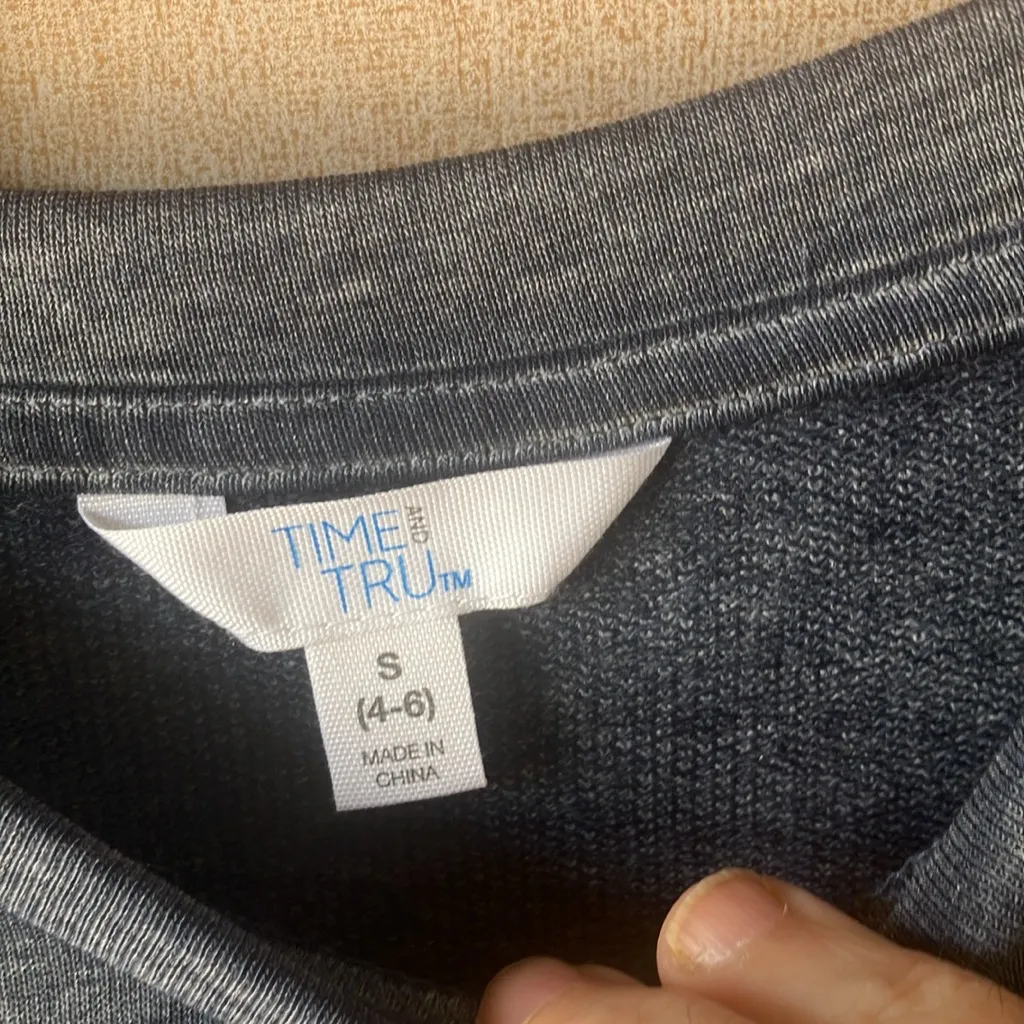 TIME AND
TRU™
S
(4-6)
MADE IN
CHINA